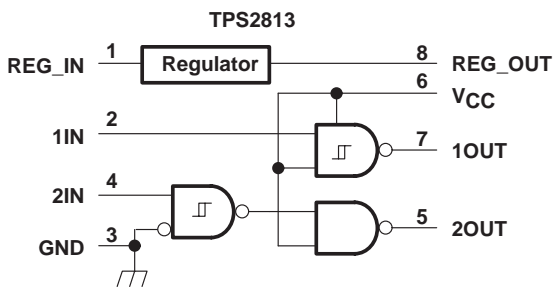 TPS2813
REG_IN 1 Regulator 8 REG_OUT
6 VCC
1IN 2 7 1OUT
2IN 4 5 2OUT
GND 3